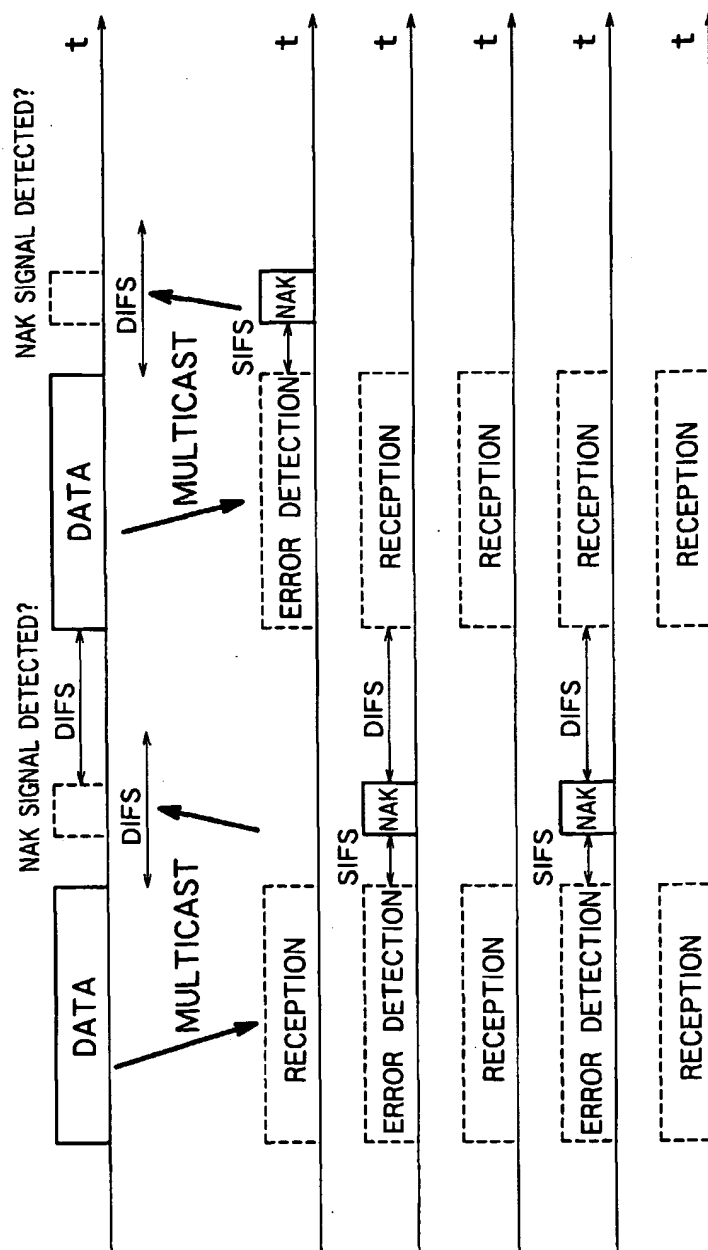 NAK SIGNAL DETECTED? NAK SIGNAL DETECTED?
DATA DIFS DATA t
DIFS DIFS
MULTICAST MULTICAST
SIFS
RECEPTION ERROR DETECTION NAK t
SIFS
ERROR DETECTION NAK DIFS RECEPTION t
RECEPTION RECEPTION t
SIFS
ERROR DETECTION NAK DIFS RECEPTION t
RECEPTION RECEPTION t